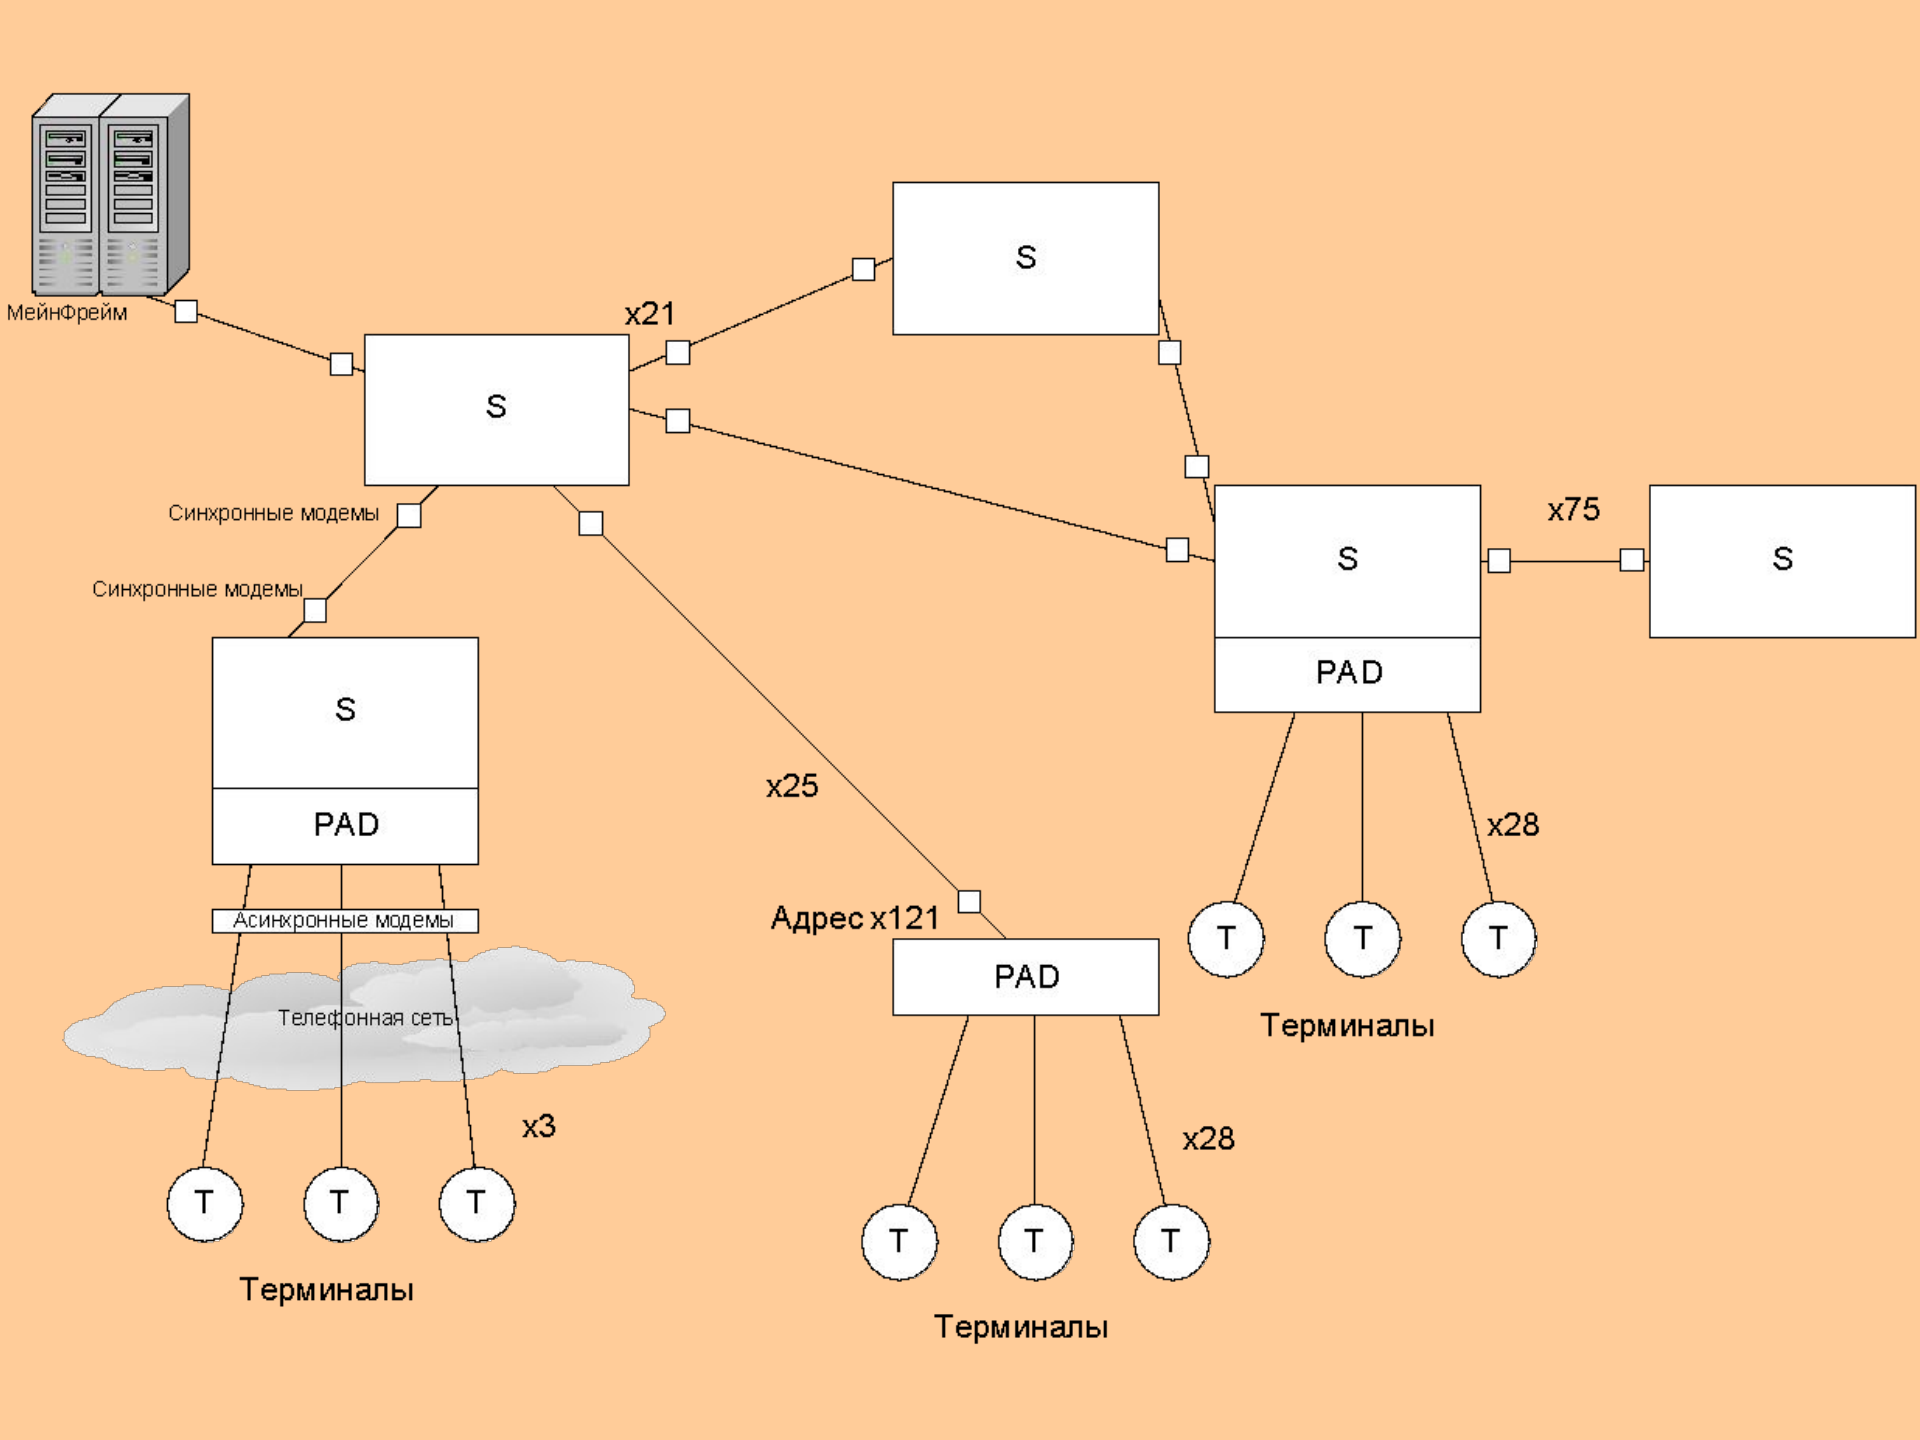 S
МейнФрейм
x21
S
Синхронные модемы
x75
S
S
Синхронные модемы
PAD
S
x25
PAD
x28
Адрес x121
Асинхронные модемы
T
T
T
PAD
Телефонная сеть
Терминалы
x3
x28
T
T
T
T
T
T
Терминалы
Терминалы